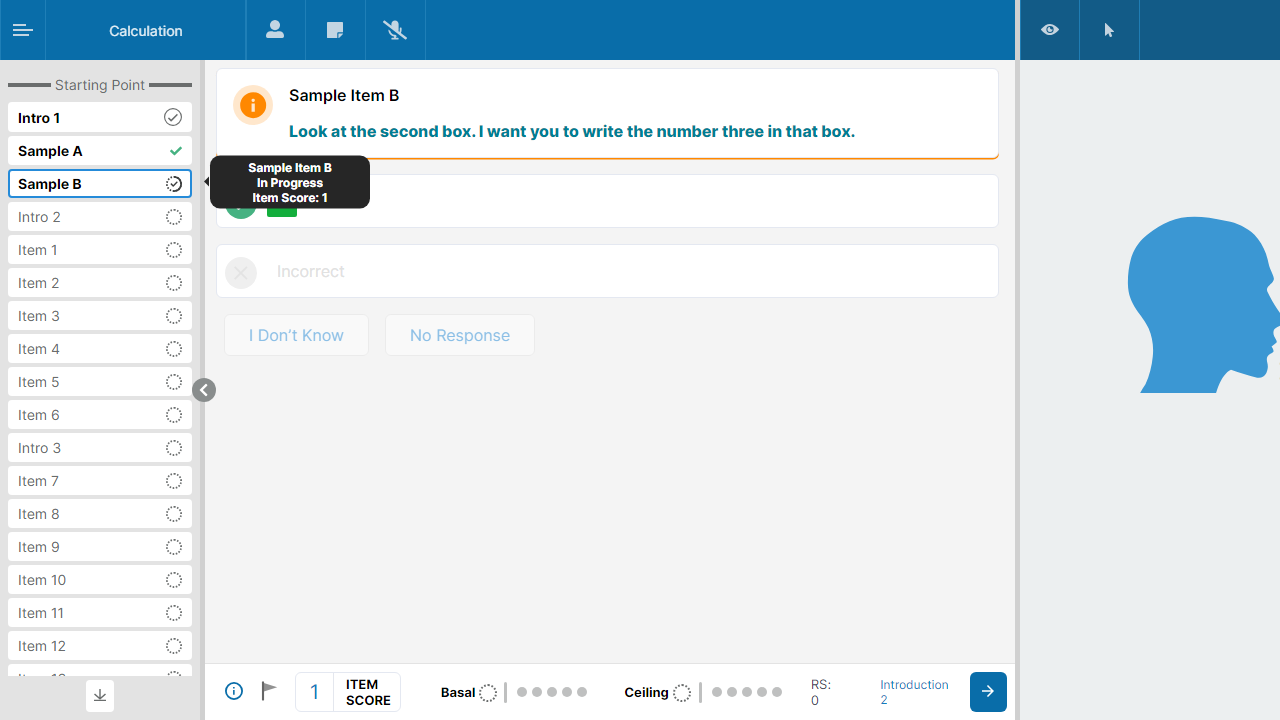 Calculation
Starting Point
Intro 1
Sample A
Sample B
Intro 2
Item 1
Item 2
Item 3
Item 4
Item 5
Item 6
Intro 3
Item 7
Item 8
Item 9
Item 10
Item 11
Item 12
Sample Item B
Look at the second box. I want you to write the number three in that box.
Sample Item B
In Progress
Item Score: 1
Incorrect
I Don't Know
No Response
1
ITEM
SCORE
Basal
Ceiling
RS:
0
Introduction
2